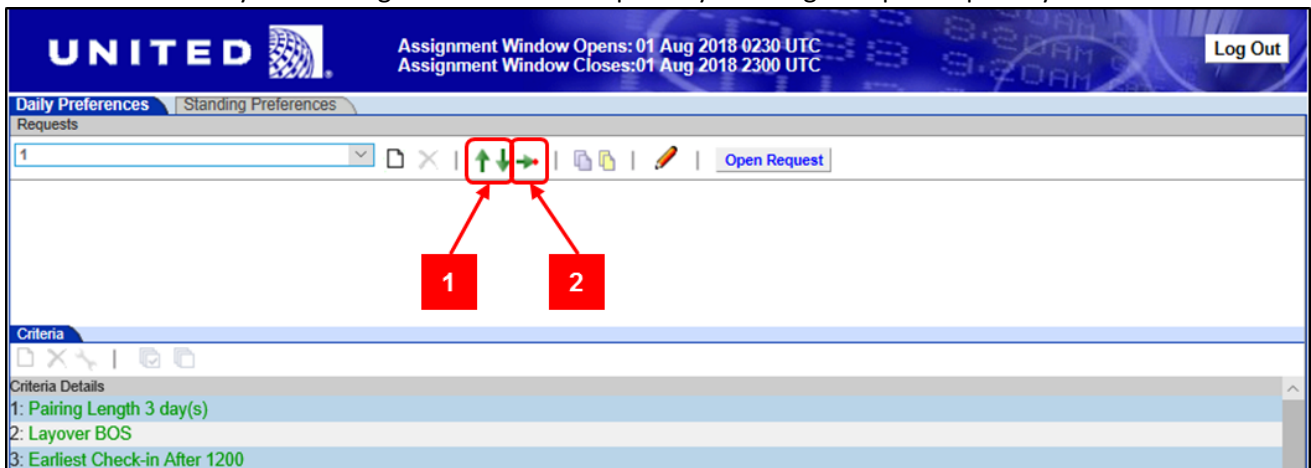 UNITED
Assignment Window Opens: 01 Aug 2018 0230 UTC
Assignment Window Closes:01 Aug 2018 2300 UTC
Log Out
Daily Preferences
Standing Preferences
Requests
1
Open Request
1
2
Criteria
Criteria Details
1: Pairing Length 3 day(s)
2: Layover BOS
3: Earliest Check-in After 1200